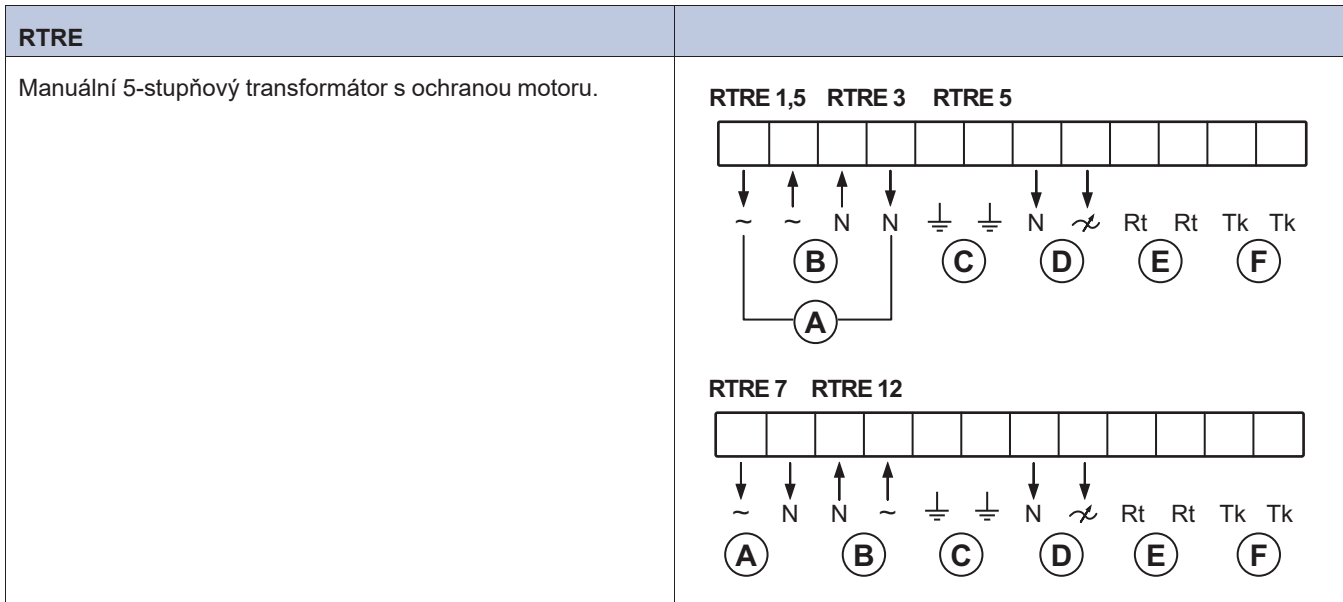 RTRE
Manuální 5-stupňový transformátor s ochranou motoru.
RTRE 1,5 RTRE 3 RTRE 5
~ ~ N N ⏚ ⏚ N Rt Rt Tk Tk
B C D E F
A
RTRE 7 RTRE 12
~ N N ~ ⏚ ⏚ N Rt Rt Tk Tk
A B C D E F